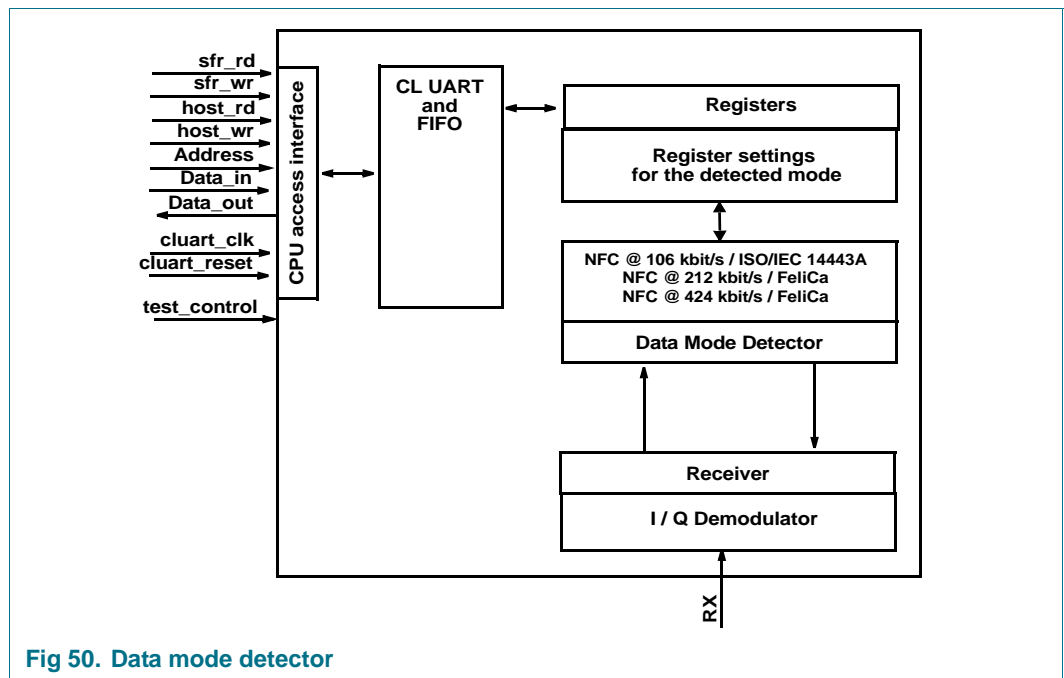 sfr_rd
sfr_wr
host_rd
host_wr
Address
Data_in
Data_out
cluart_clk
cluart_reset
test_control
CPU access interface
CL UART
and
FIFO
Registers
Register settings
for the detected mode
NFC @ 106 kbit/s / ISO/IEC 14443A
NFC @ 212 kbit/s / FeliCa
NFC @ 424 kbit/s / FeliCa
Data Mode Detector
Receiver
I / Q Demodulator
RX
Fig 50. Data mode detector